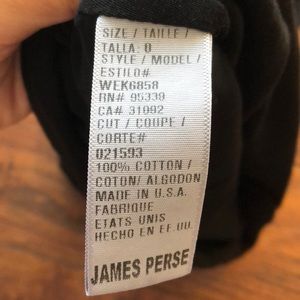 SIZE / TAILLE /
TALLA: 0
STYLE / MODEL /
ESTILO#
WEK6858
RN# 95339
CA# 31092
CUT / COUPE /
CORTE#
021593
100% COTTON /
COTON/ ALGODON
MADE IN U.S.A.
FABRIQUE
ETATS UNIS
HECHO EN EF.UU.
JAMES PERSE